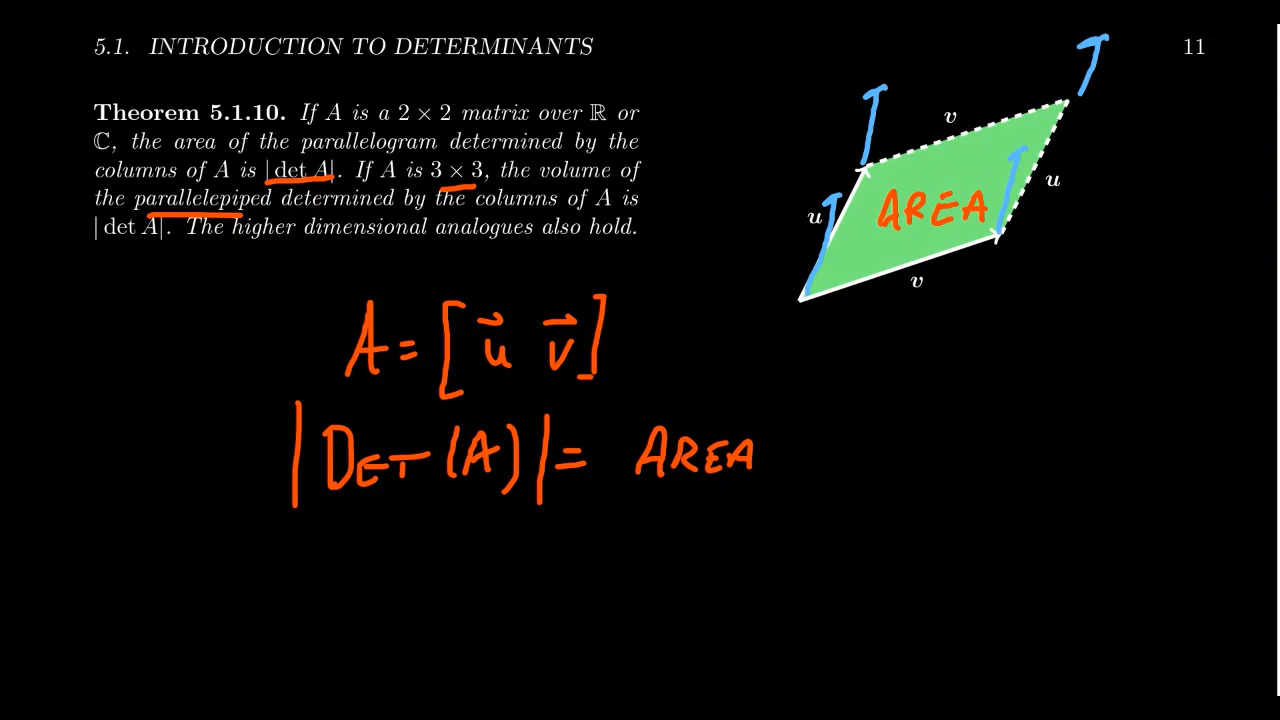 5.1. INTRODUCTION TO DETERMINANTS 11
Theorem 5.1.10. If A is a 2 × 2 matrix over ℝ or
ℂ, the area of the parallelogram determined by the
columns of A is | det A|. If A is 3 × 3, the volume of
the parallelepiped determined by the columns of A is
| det A|. The higher dimensional analogues also hold.
v
u
AREA
u
v
A = [u⃗ v⃗]
|DET(A)| = AREA